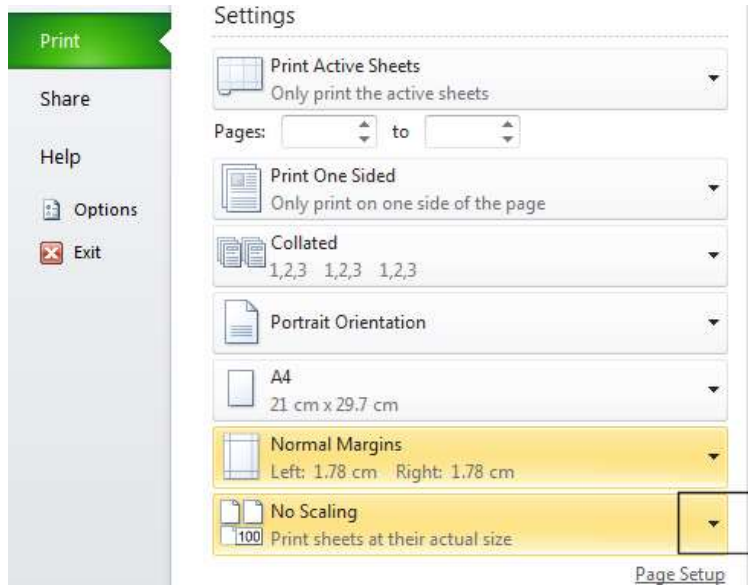 Settings
Print
Print Active Sheets
Only print the active sheets
Share
Pages: to
Help
Print One Sided
Only print on one side of the page
Options
Collated
1,2,3 1,2,3 1,2,3
Exit
Portrait Orientation
A4
21 cm x 29.7 cm
Normal Margins
Left: 1.78 cm Right: 1.78 cm
No Scaling
100 Print sheets at their actual size
Page Setup